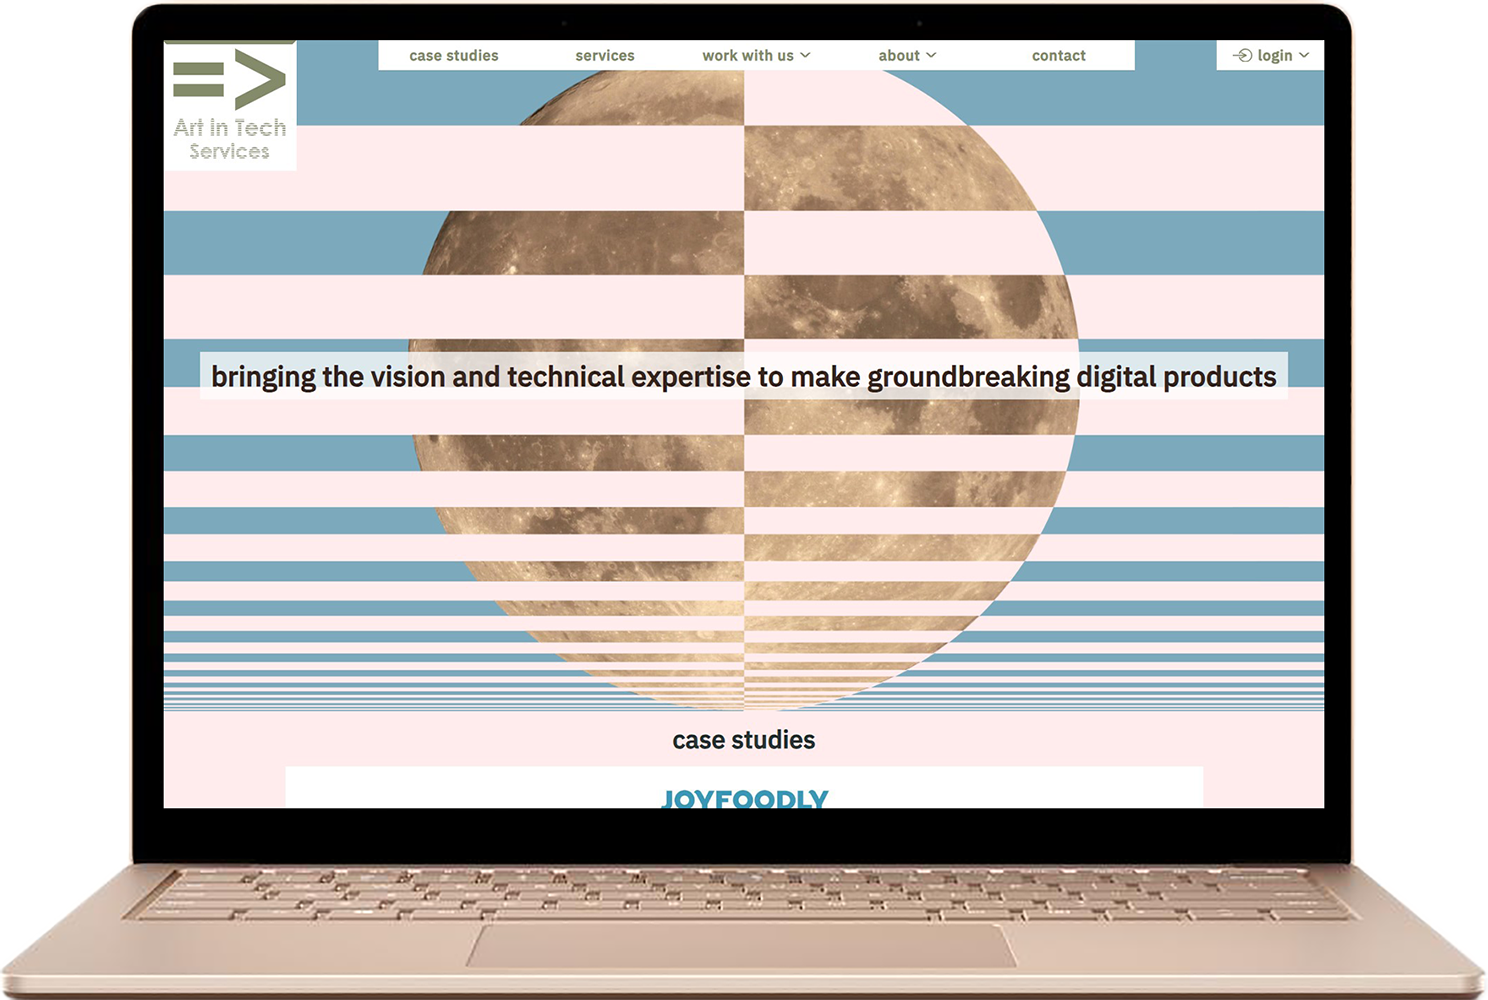 =>
Art in Tech
Services
case studies
services
work with us
about
contact
login
bringing the vision and technical expertise to make groundbreaking digital products
case studies
JOYFOODLY